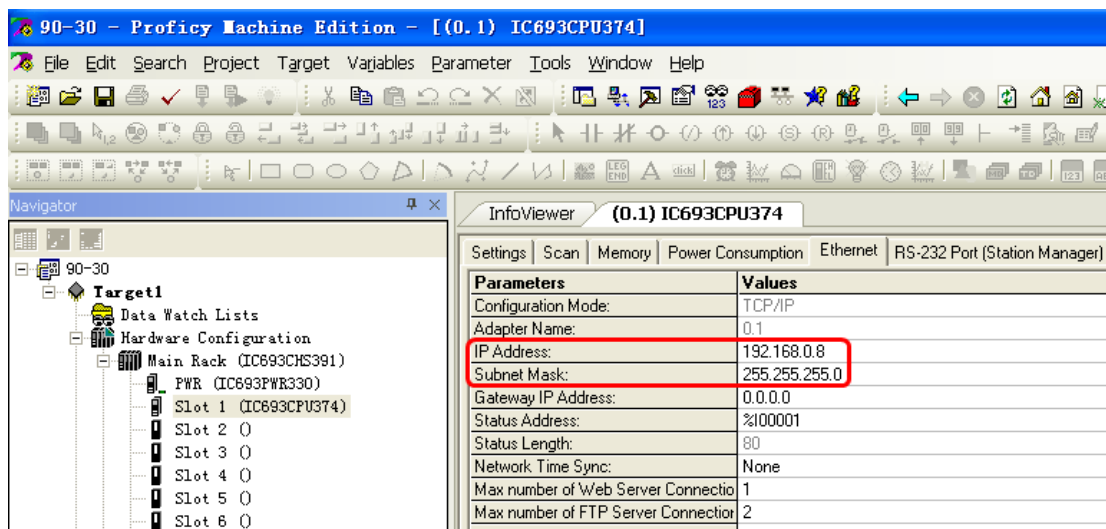 90-30 - Proficy Machine Edition - [(0.1) IC693CPU374]
File Edit Search Project Target Variables Parameter Tools Window Help
Navigator
InfoViewer (0.1) IC693CPU374
Settings Scan Memory Power Consumption Ethernet RS-232 Port (Station Manager)
90-30
Target1
Data Watch Lists
Hardware Configuration
Main Rack (IC693CHS391)
PWR (IC693PWR330)
Slot 1 (IC693CPU374)
Slot 2 ()
Slot 3 ()
Slot 4 ()
Slot 5 ()
Slot 6 ()
Parameters Values
Configuration Mode: TCP/IP
Adapter Name: 0.1
IP Address: 192.168.0.8
Subnet Mask: 255.255.255.0
Gateway IP Address: 0.0.0.0
Status Address: %I00001
Status Length: 80
Network Time Sync: None
Max number of Web Server Connectio 1
Max number of FTP Server Connection 2